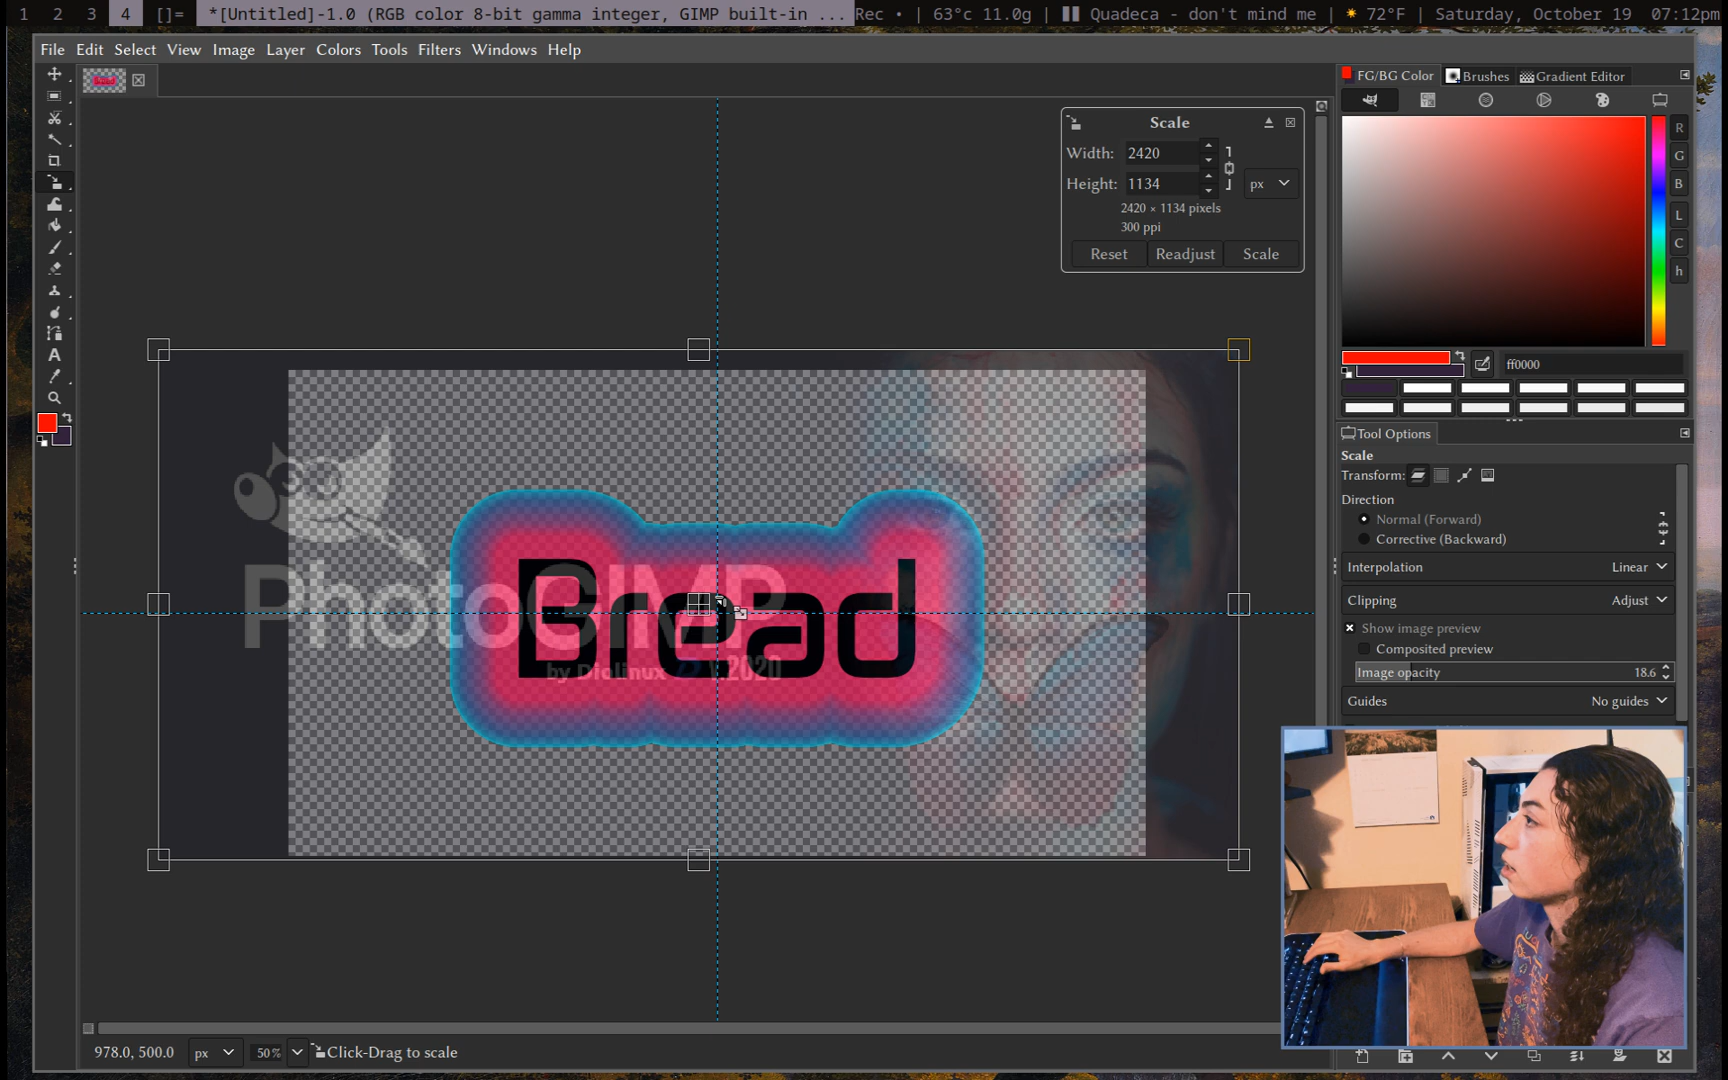 1 2 3 4 []= *[Untitled]-1.0 (RGB color 8-bit gamma integer, GIMP built-in ... Rec • | 63°c 11.0g | Quadeca - don't mind me | 72°F | Saturday, October 19 07:12pm
File Edit Select View Image Layer Colors Tools Filters Windows Help
FG/BG Color Brushes Gradient Editor
Scale
Width: 2420
Height: 1134 px
2420 × 1134 pixels
300 ppi
Reset Readjust Scale
R
G
B
L
C
h
ff0000
Tool Options
Scale
Transform:
Direction
Normal (Forward)
Corrective (Backward)
Interpolation Linear
Clipping Adjust
Show image preview
Composited preview
Image opacity 18.6
Guides No guides
Bread
PhotoGIMP
by Diolinux V.2020
978.0, 500.0 px 50% Click-Drag to scale